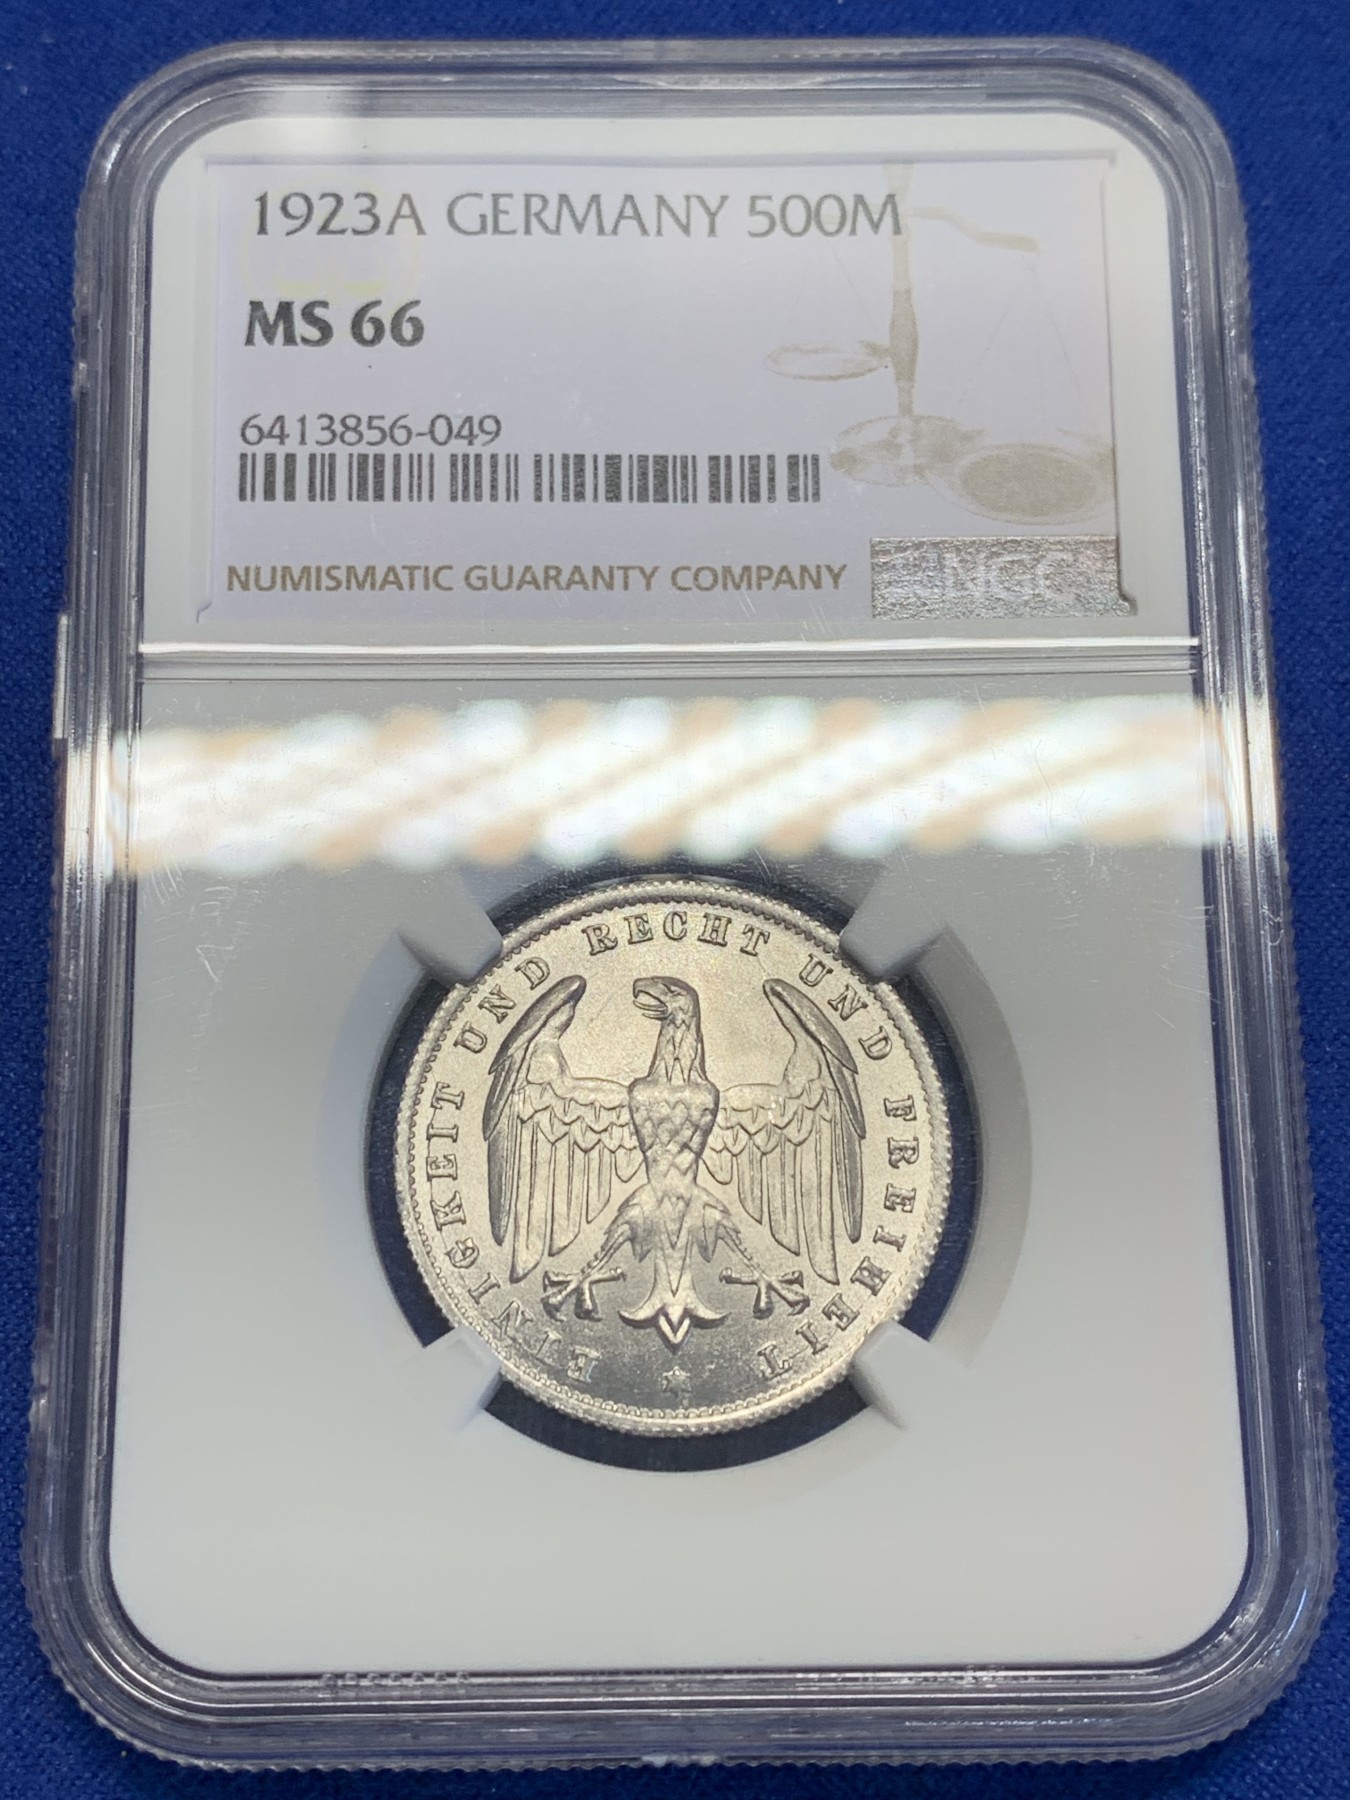 1923A GERMANY 500M
MS 66
6413856-049
NUMISMATIC GUARANTY COMPANY
NGC
EINIGKEIT UND RECHT UND FREIHEIT